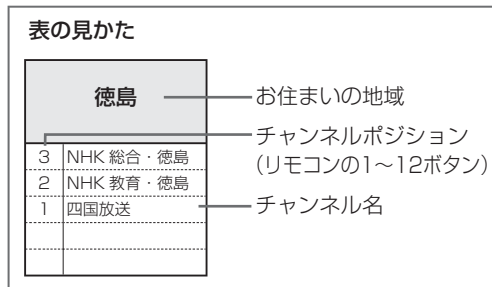 表の見かた
徳島
お住まいの地域
チャンネルポジション
（リモコンの1～12ボタン）
3 NHK 総合・徳島
2 NHK 教育・徳島
1 四国放送
チャンネル名